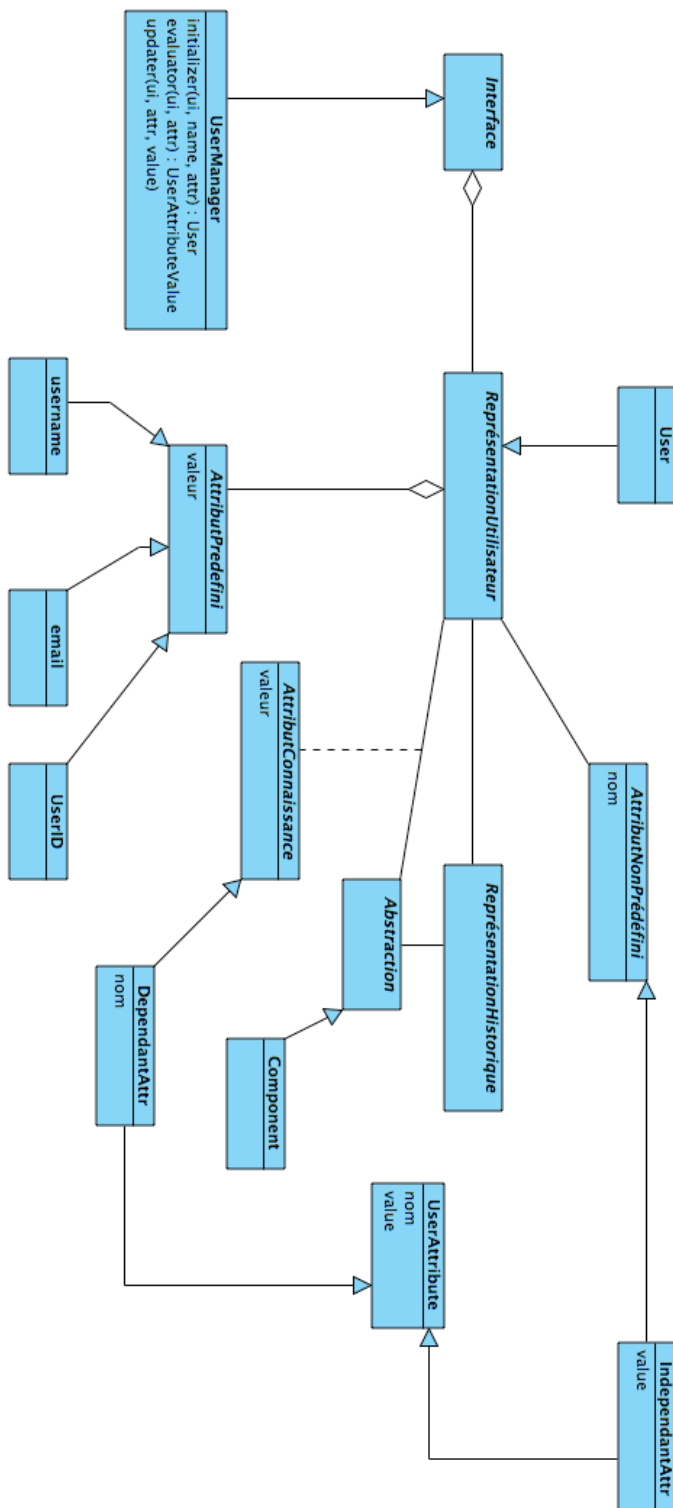 User
IndependantAttr
value
AttributNonPrédéfini
nom
Interface
ReprésentationUtilisateur
ReprésentationHistorique
UserAttribute
nom
value
Abstraction
UserManager
initializer(ui, name, attr) : User
evaluator(ui, attr) : UserAttributeValue
updater(ui, attr, value)
AttributPredefini
valeur
AttributConnaissance
valeur
Component
DependantAttr
nom
username
email
UserID